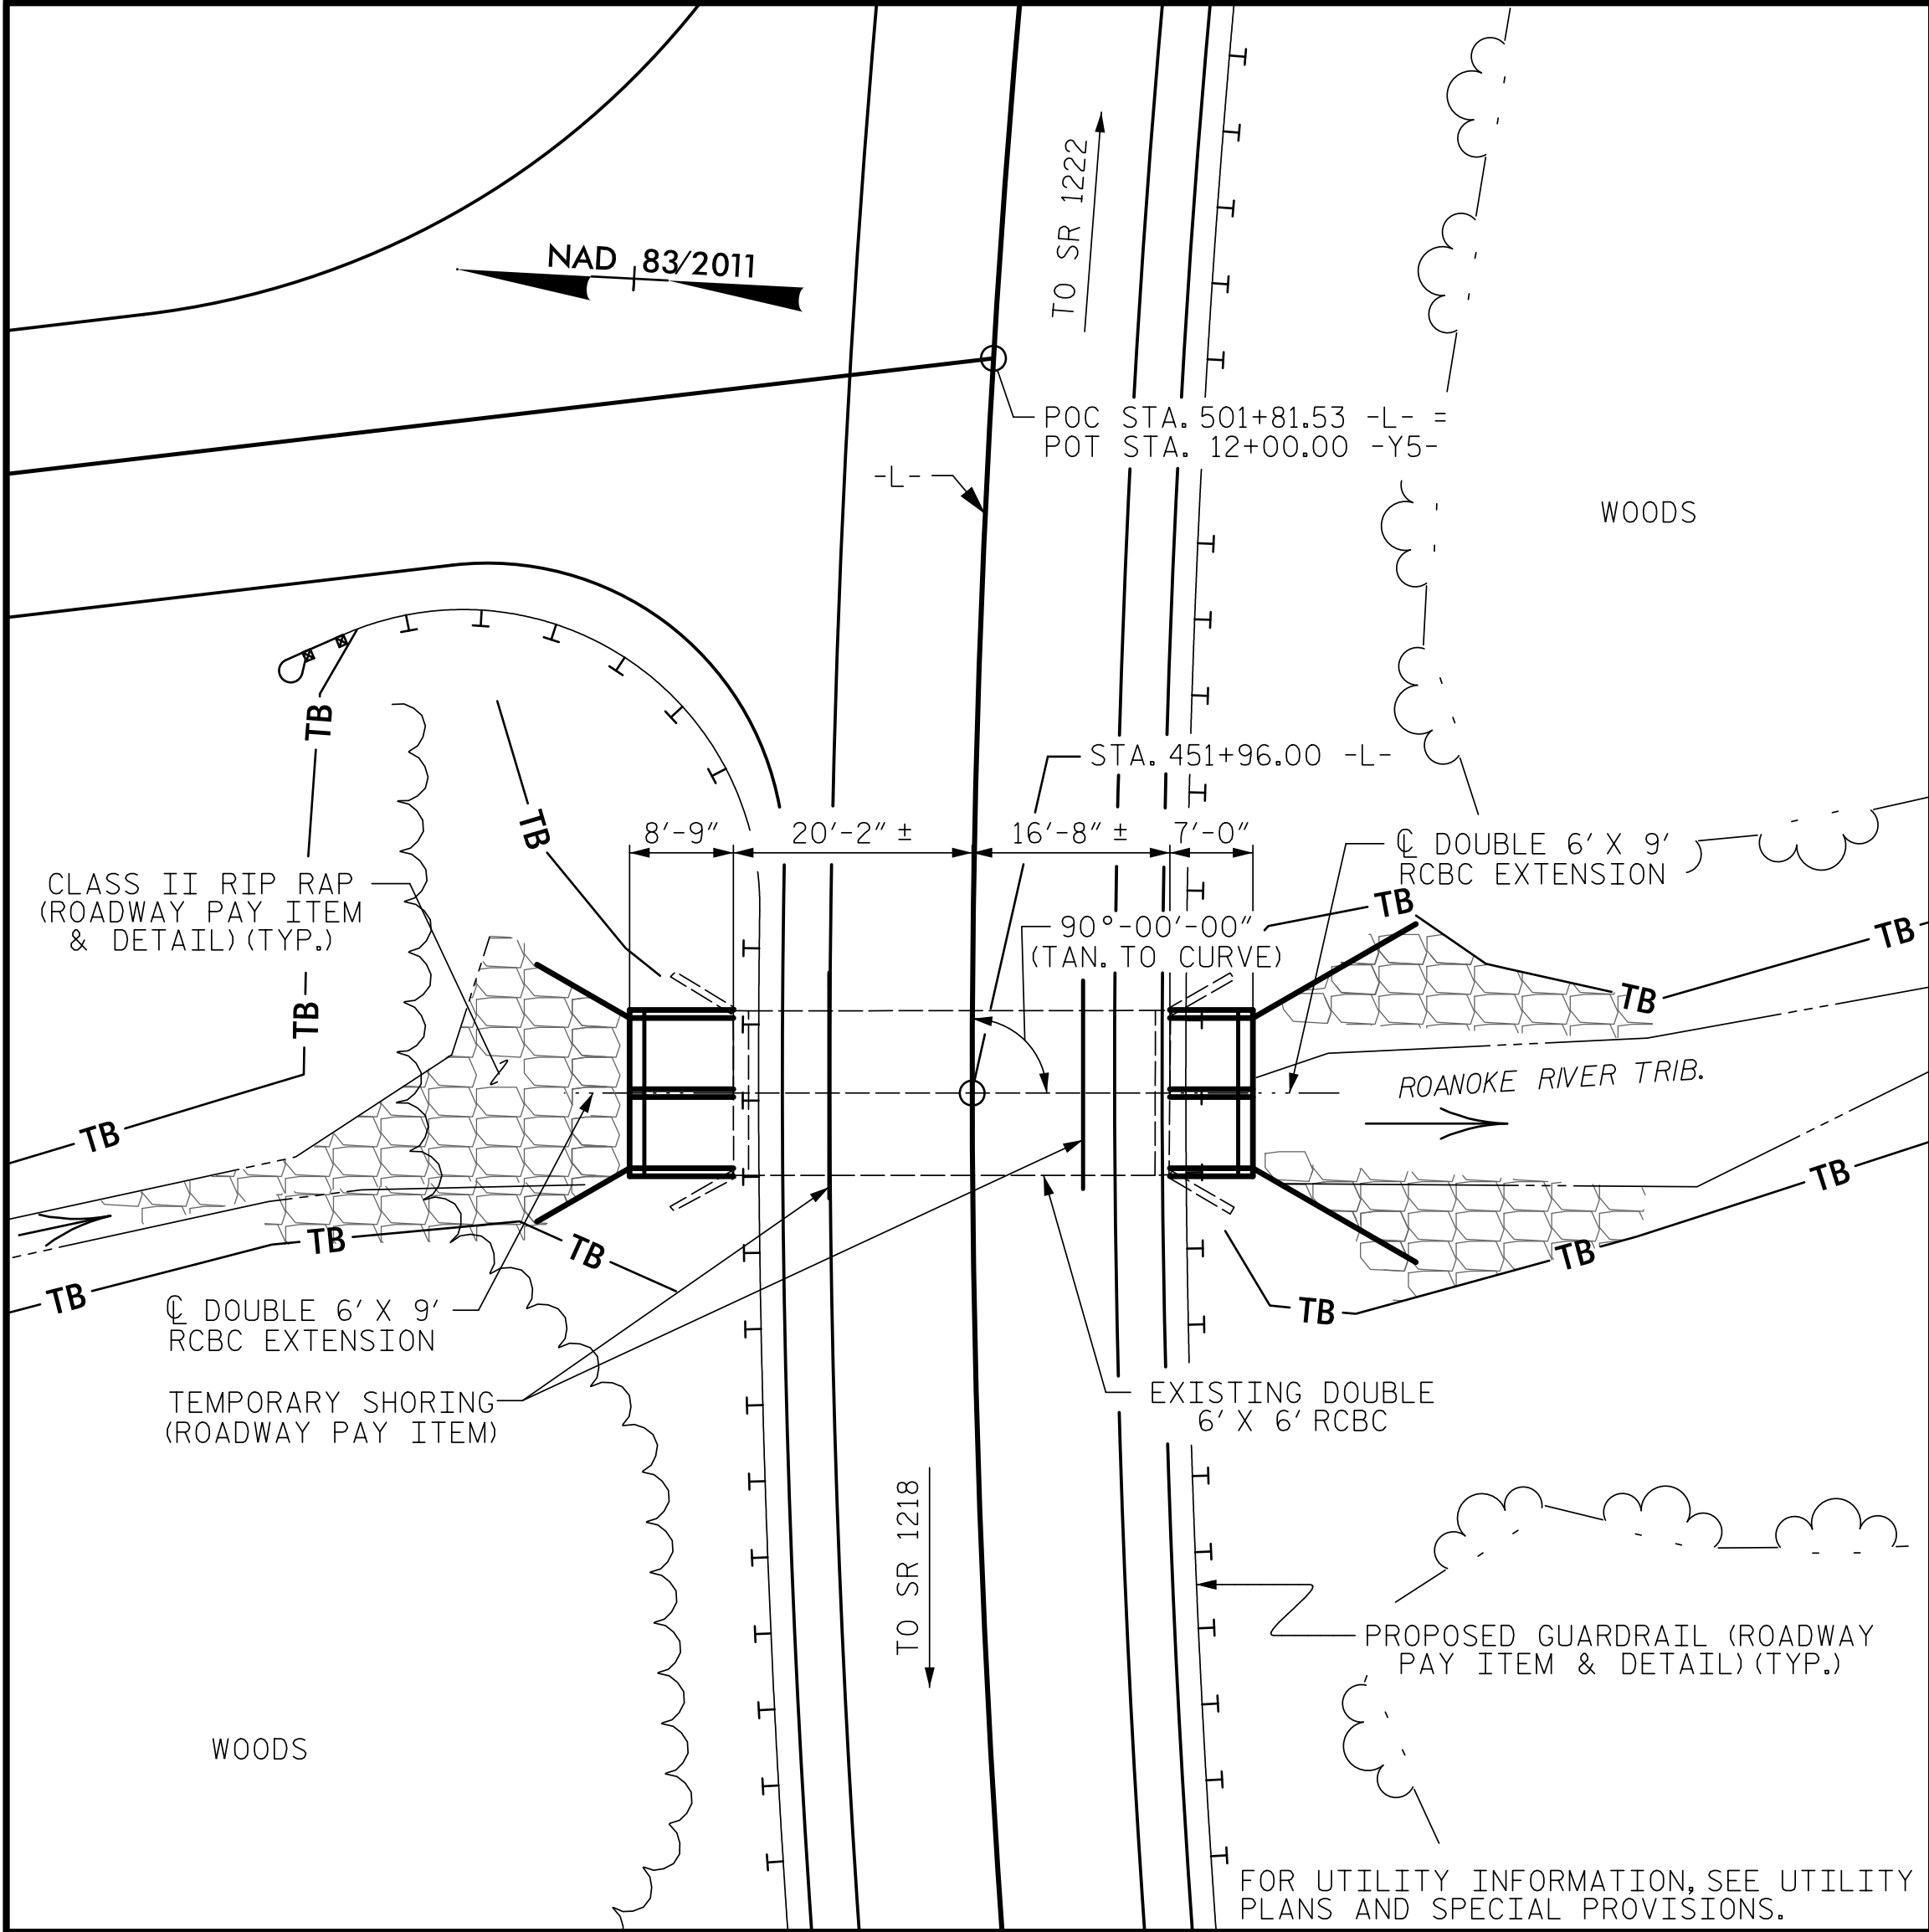 TO SR 1222
NAD 83/2011
POC STA. 501+81.53 -L- =
POT STA. 12+00.00 -Y5-
-L-
WOODS
TB
STA. 451+96.00 -L-
TB
8'-9"
20'-2" ±
16'-8" ±
7'-0"
℄ DOUBLE 6' X 9'
RCBC EXTENSION
CLASS II RIP RAP
(ROADWAY PAY ITEM
& DETAIL) (TYP.)
TB
90°-00'-00"
(TAN. TO CURVE)
TB
TB
TB
ROANOKE RIVER TRIB.
TB
TB
TB
TB
TB
TB
TB
℄ DOUBLE 6' X 9'
RCBC EXTENSION
TEMPORARY SHORING
(ROADWAY PAY ITEM)
EXISTING DOUBLE
6' X 6' RCBC
TO SR 1218
PROPOSED GUARDRAIL (ROADWAY
PAY ITEM & DETAIL) (TYP.)
WOODS
FOR UTILITY INFORMATION, SEE UTILITY
PLANS AND SPECIAL PROVISIONS.